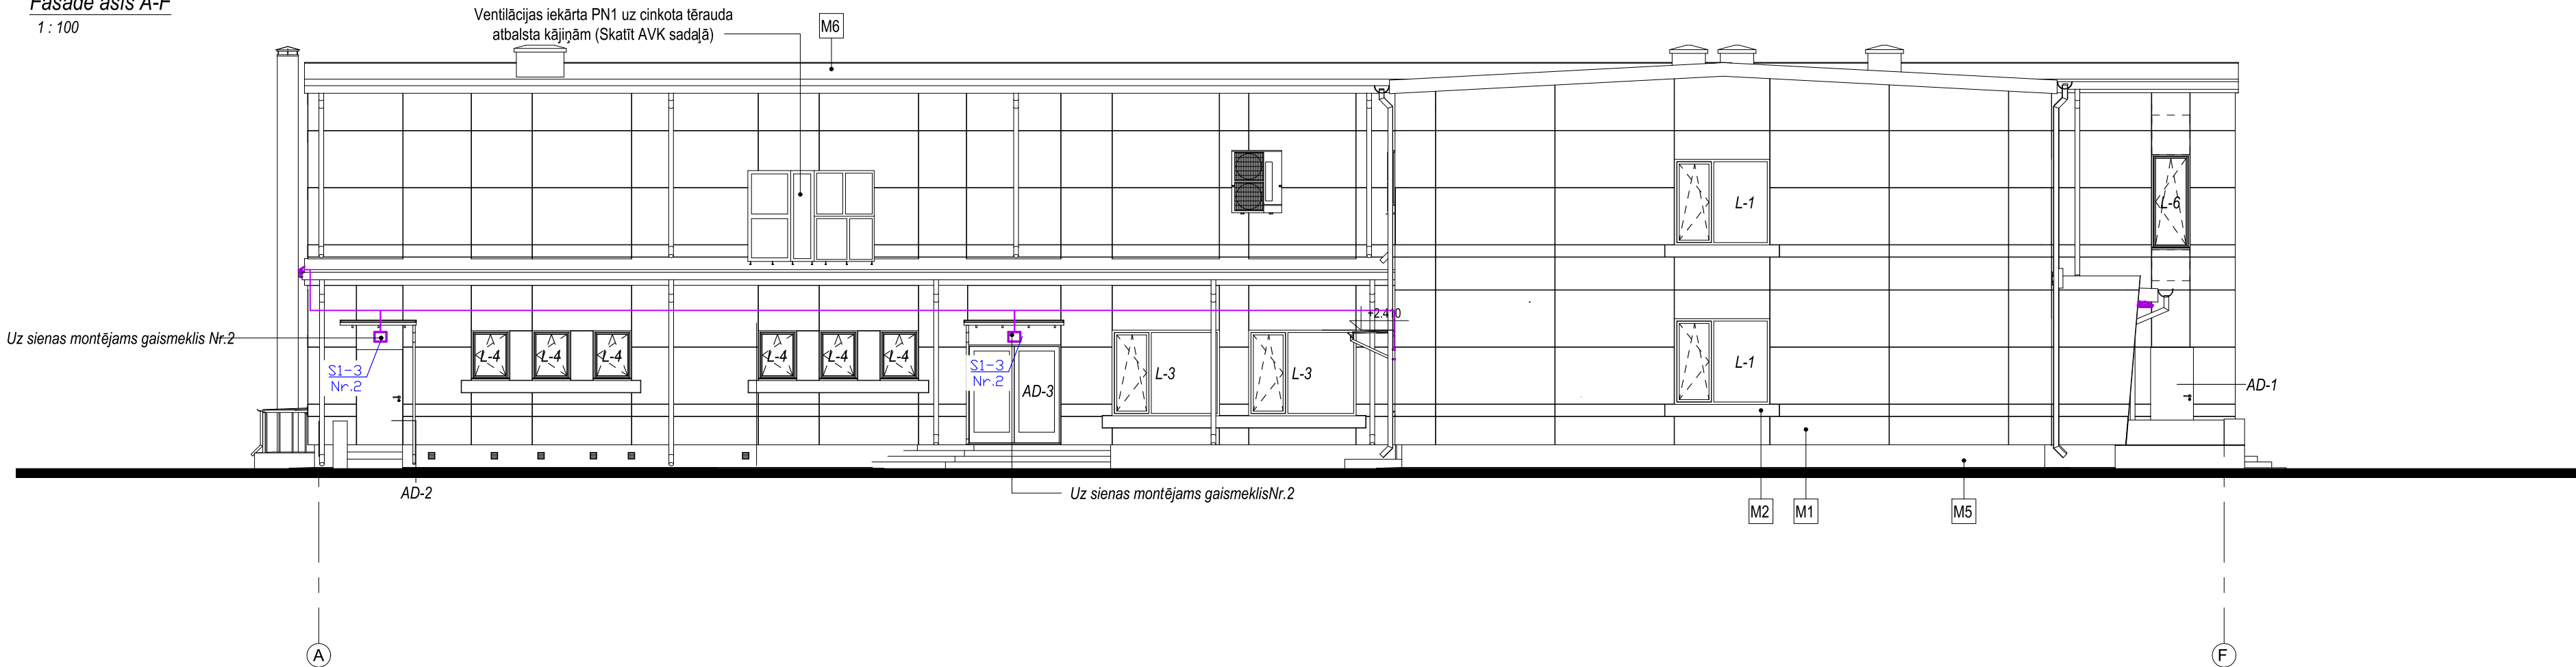 Fasāde asīs A-F
1 : 100
Ventilācijas iekārta PN1 uz cinkota tērauda
atbalsta kājiņām (Skatīt AVK sadaļā)
M6
L-1
L-6
+2.410
Uz sienas montējams gaismeklis Nr.2
S1-3
Nr.2
L-4
L-4
L-4
L-4
L-4
L-4
S1-3
Nr.2
AD-3
L-3
L-3
L-1
AD-1
AD-2
Uz sienas montējams gaismeklisNr.2
M2
M1
M5
A
F